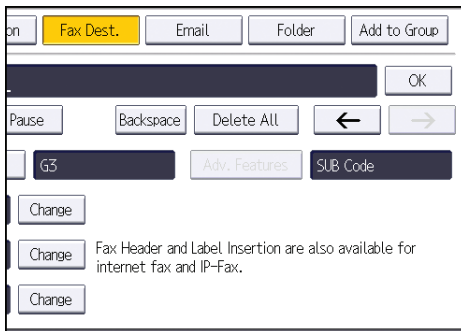 on Fax Dest. Email Folder Add to Group
OK
Pause Backspace Delete All ← →
G3 Adv. Features SUB Code
Change
Change Fax Header and Label Insertion are also available for
internet fax and IP-Fax.
Change